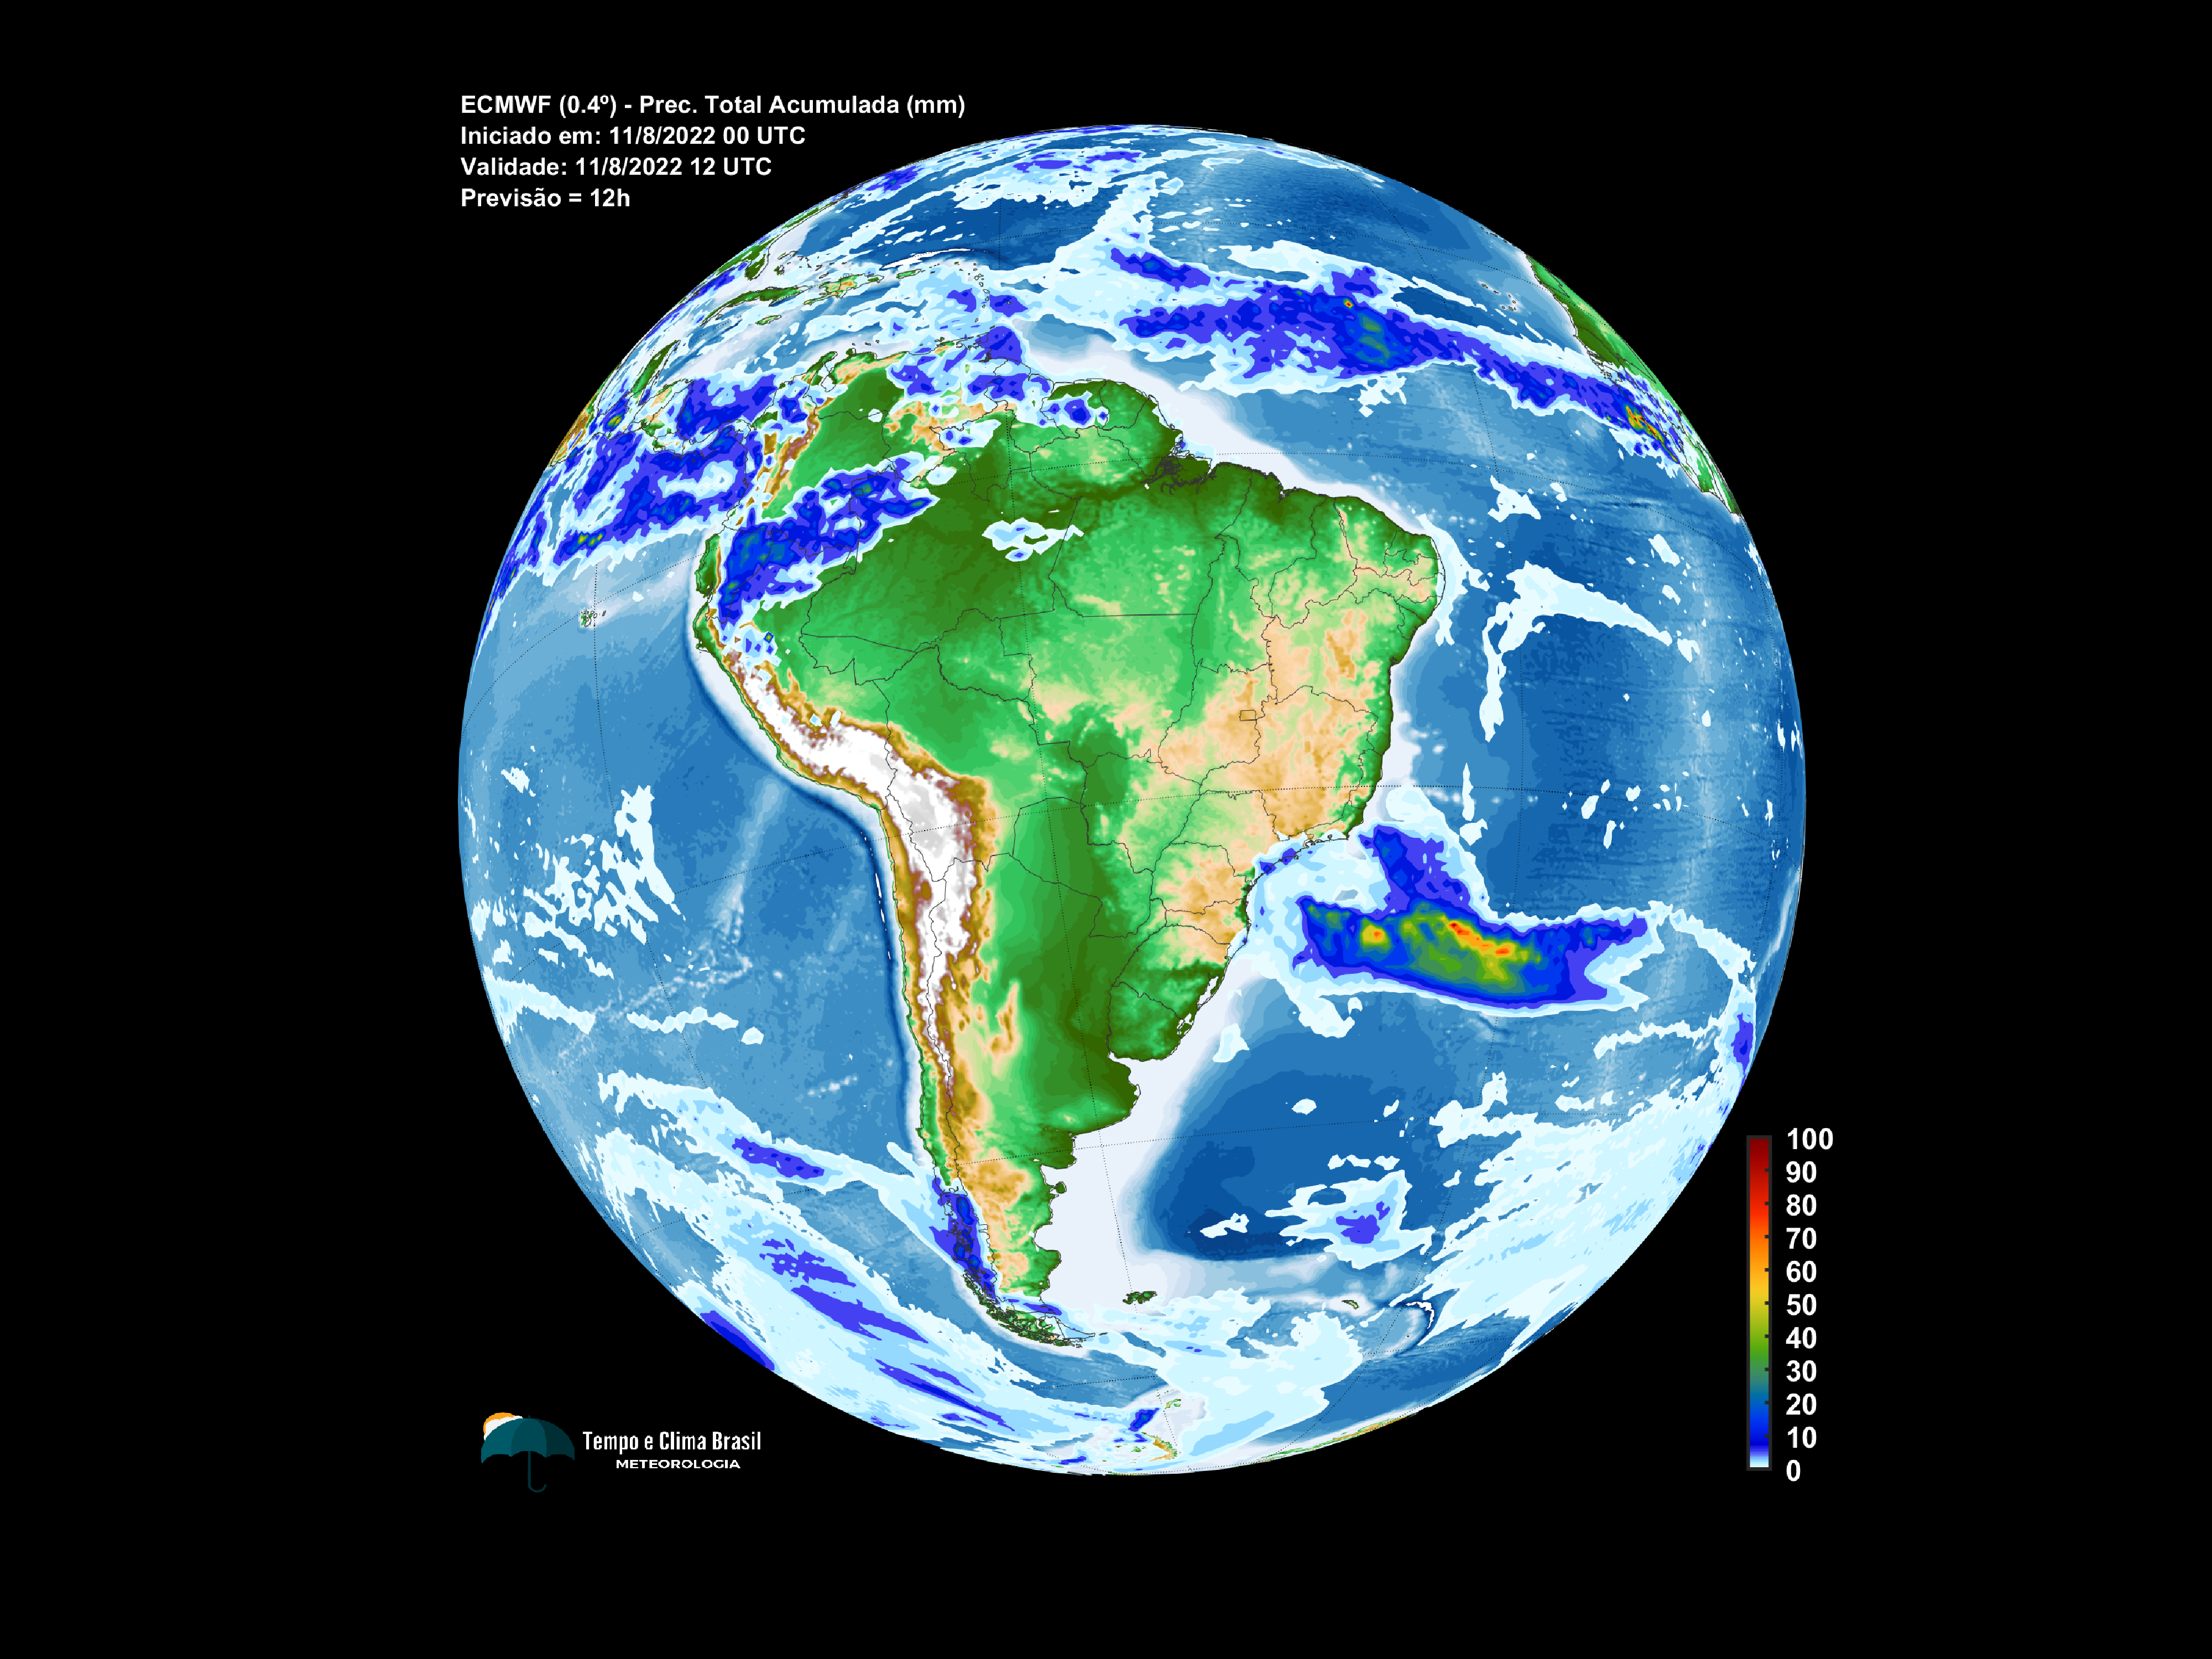 ECMWF (0.4º) - Prec. Total Acumulada (mm)
Iniciado em: 11/8/2022 00 UTC
Validade: 11/8/2022 12 UTC
Previsão = 12h
100
90
80
70
60
50
40
30
20
10
0
Tempo e Clima Brasil
METEOROLOGIA